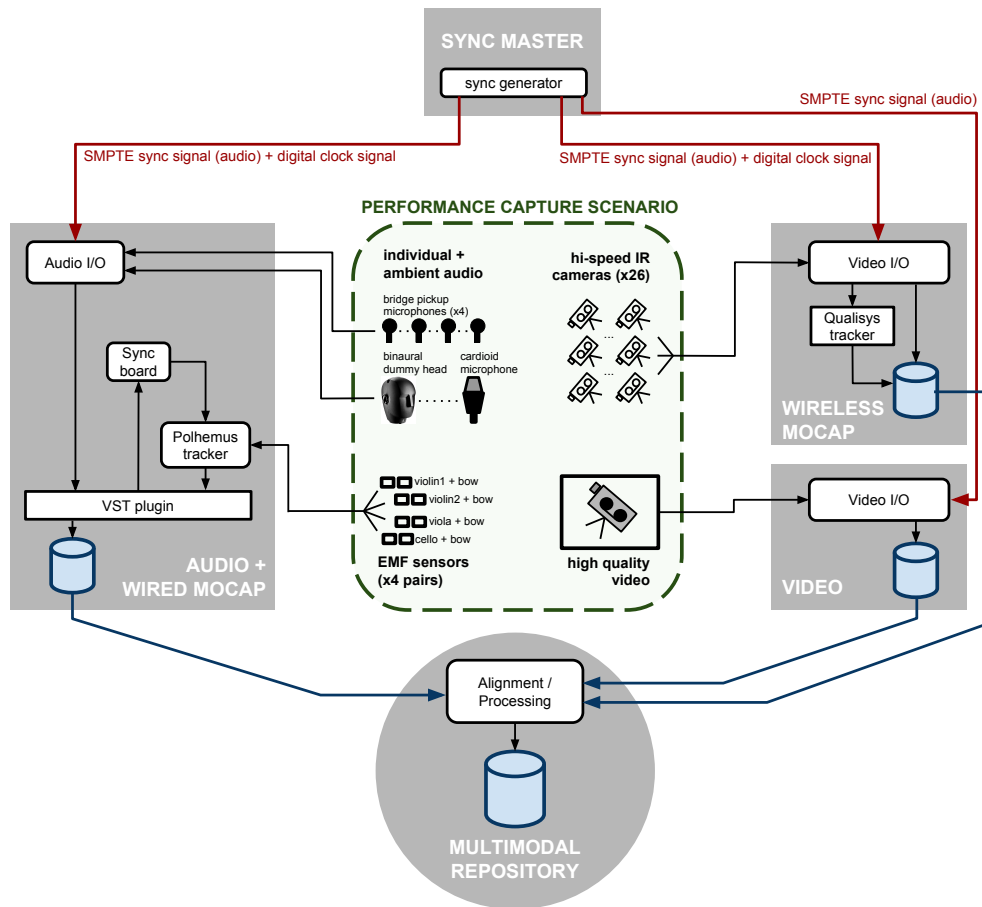 SYNC MASTER
sync generator
SMPTE sync signal (audio)
SMPTE sync signal (audio) + digital clock signal
SMPTE sync signal (audio) + digital clock signal
PERFORMANCE CAPTURE SCENARIO
Audio I/O
Sync
board
Polhemus
tracker
VST plugin
AUDIO +
WIRED MOCAP
individual +
ambient audio
bridge pickup
microphones (x4)
binaural
dummy head
cardioid
microphone
hi-speed IR
cameras (x26)
...
...
violin1 + bow
violin2 + bow
viola + bow
cello + bow
EMF sensors
(x4 pairs)
high quality
video
Video I/O
Qualisys
tracker
WIRELESS
MOCAP
Video I/O
VIDEO
Alignment /
Processing
MULTIMODAL
REPOSITORY